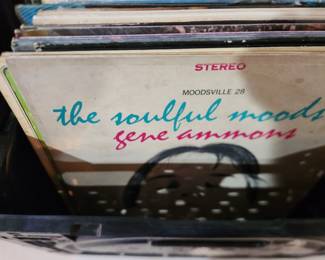 STEREO
MOODSVILLE 28
the soulful moods
gene ammons